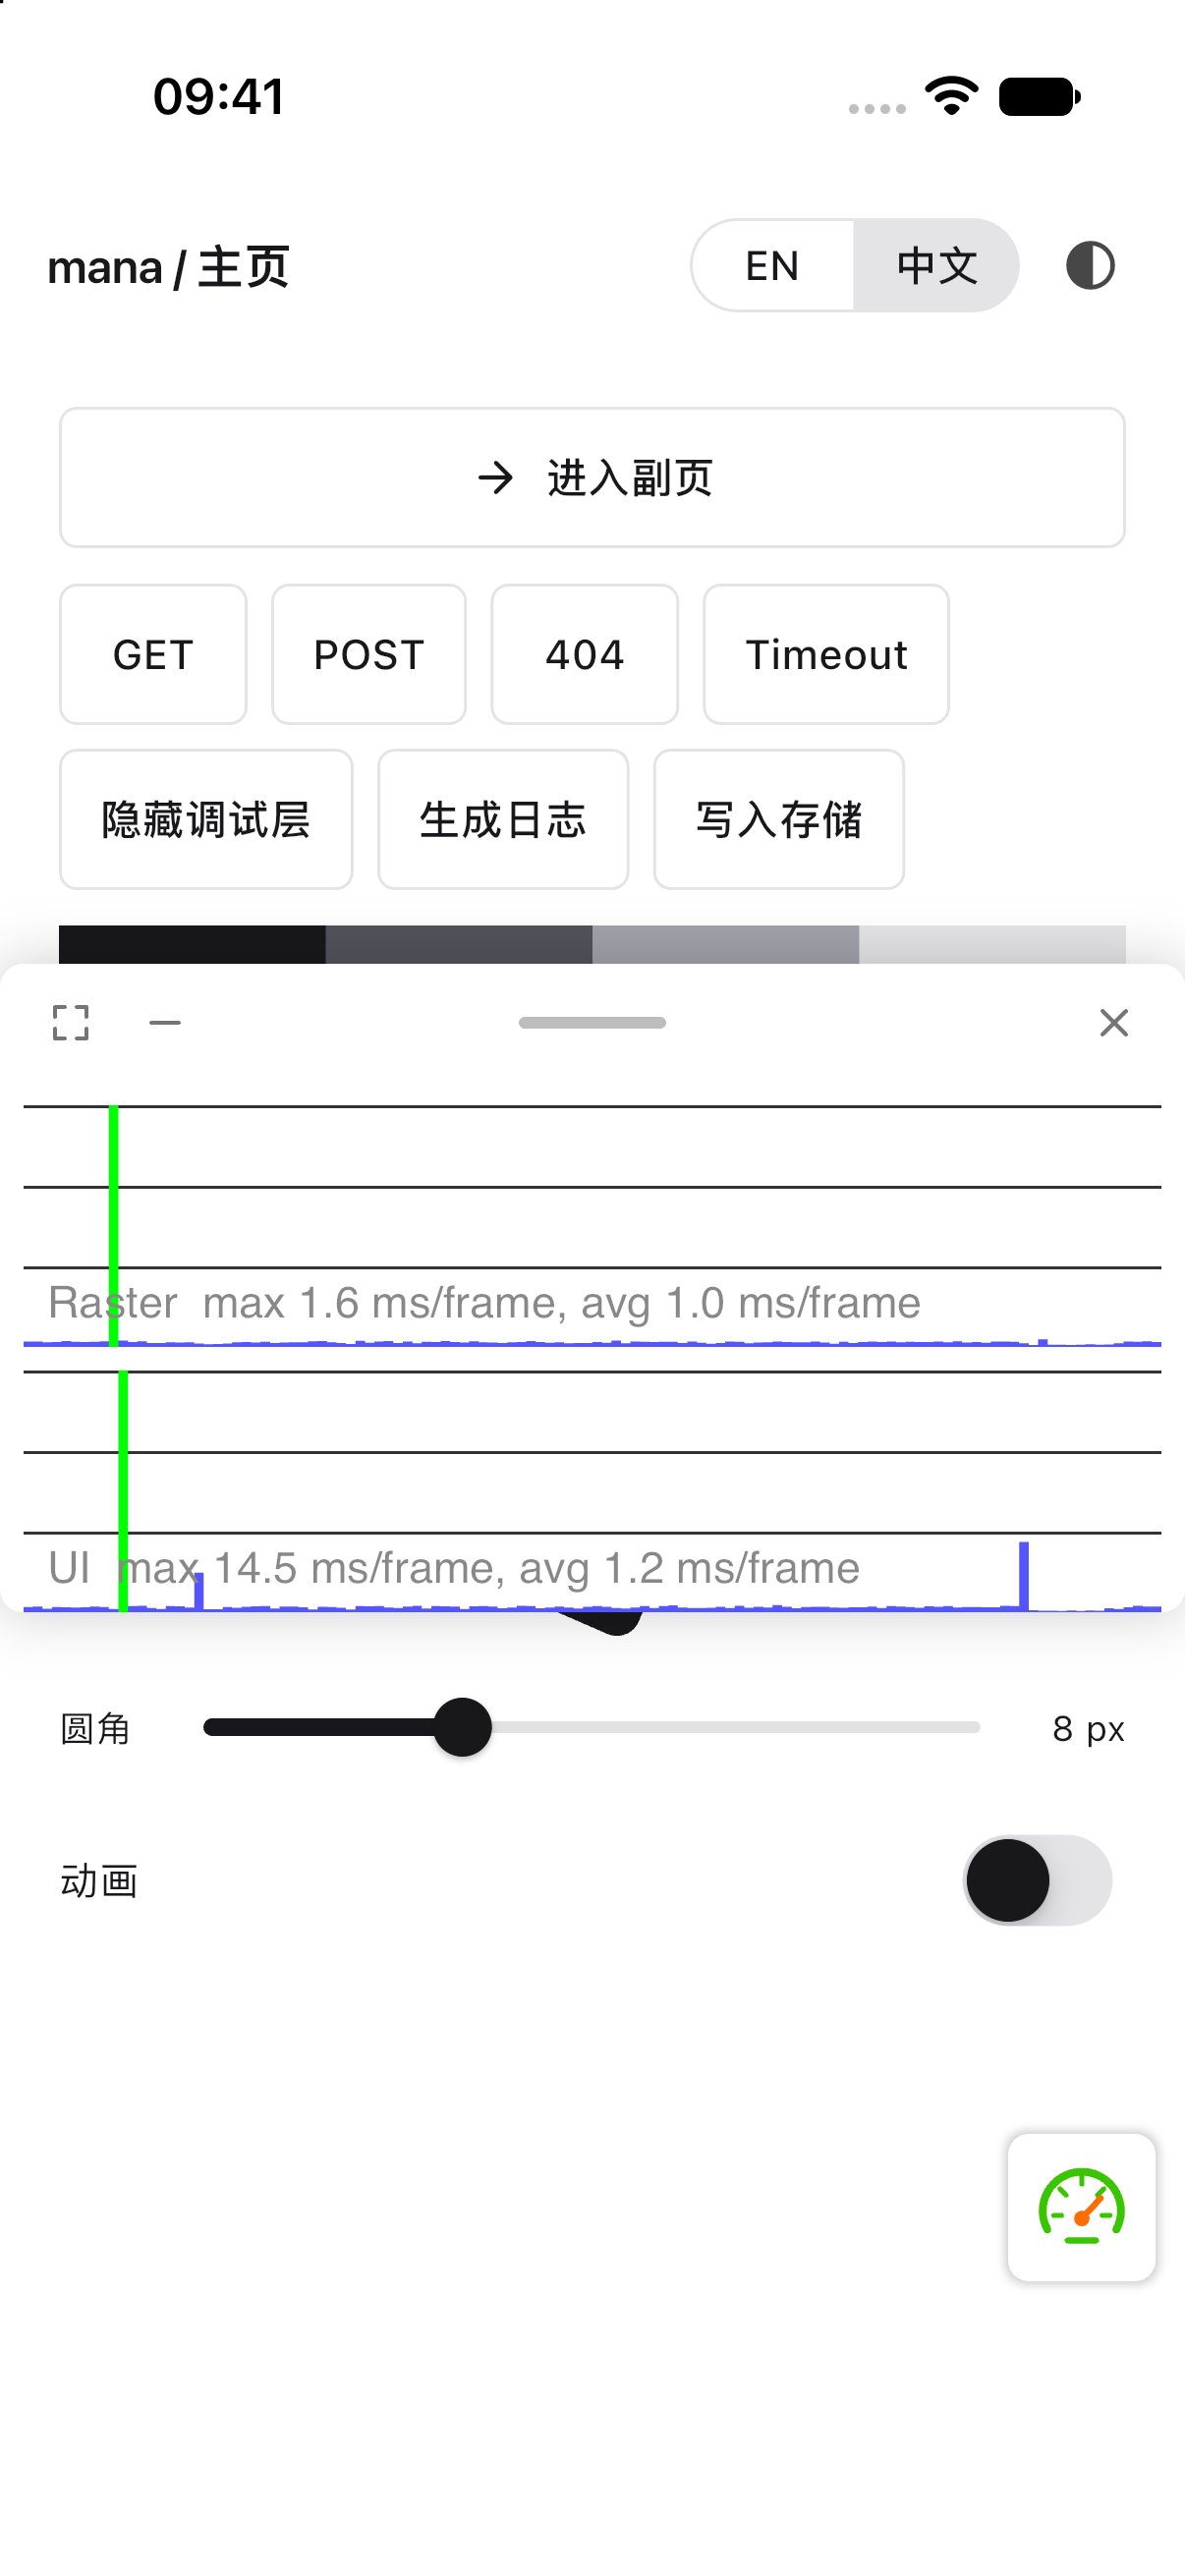 09:41
mana / 主页
EN 中文
进入副页
GET POST 404 Timeout
隐藏调试层 生成日志 写入存储
Raster max 1.6 ms/frame, avg 1.0 ms/frame
UI max 14.5 ms/frame, avg 1.2 ms/frame
圆角 8 px
动画